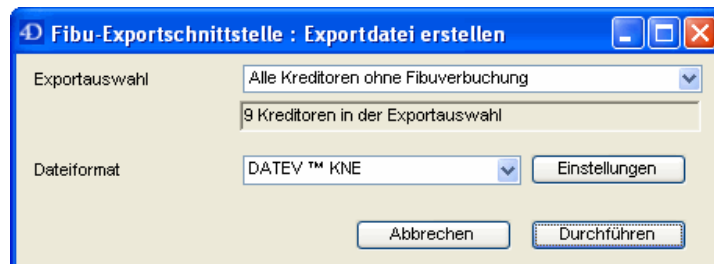 4D Fibu-Exportschnittstelle : Exportdatei erstellen
Exportauswahl Alle Kreditoren ohne Fibuverbuchung
9 Kreditoren in der Exportauswahl
Dateiformat DATEV ™ KNE Einstellungen
Abbrechen Durchführen